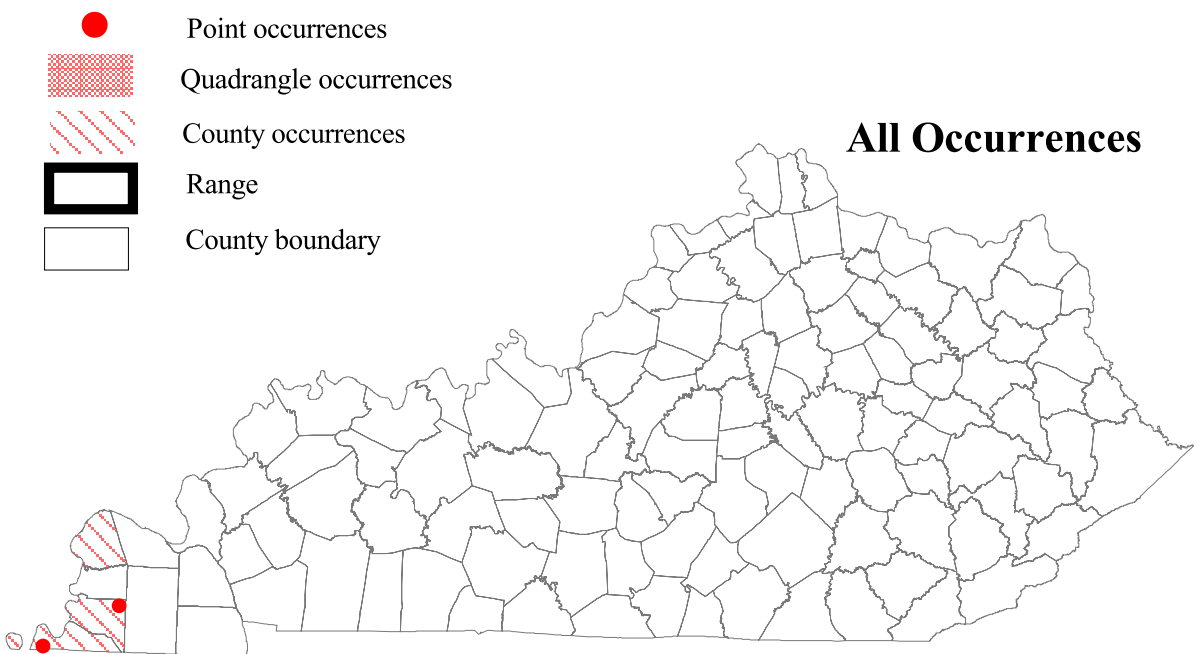 Point occurrences
Quadrangle occurrences
County occurrences
Range
County boundary
All Occurrences